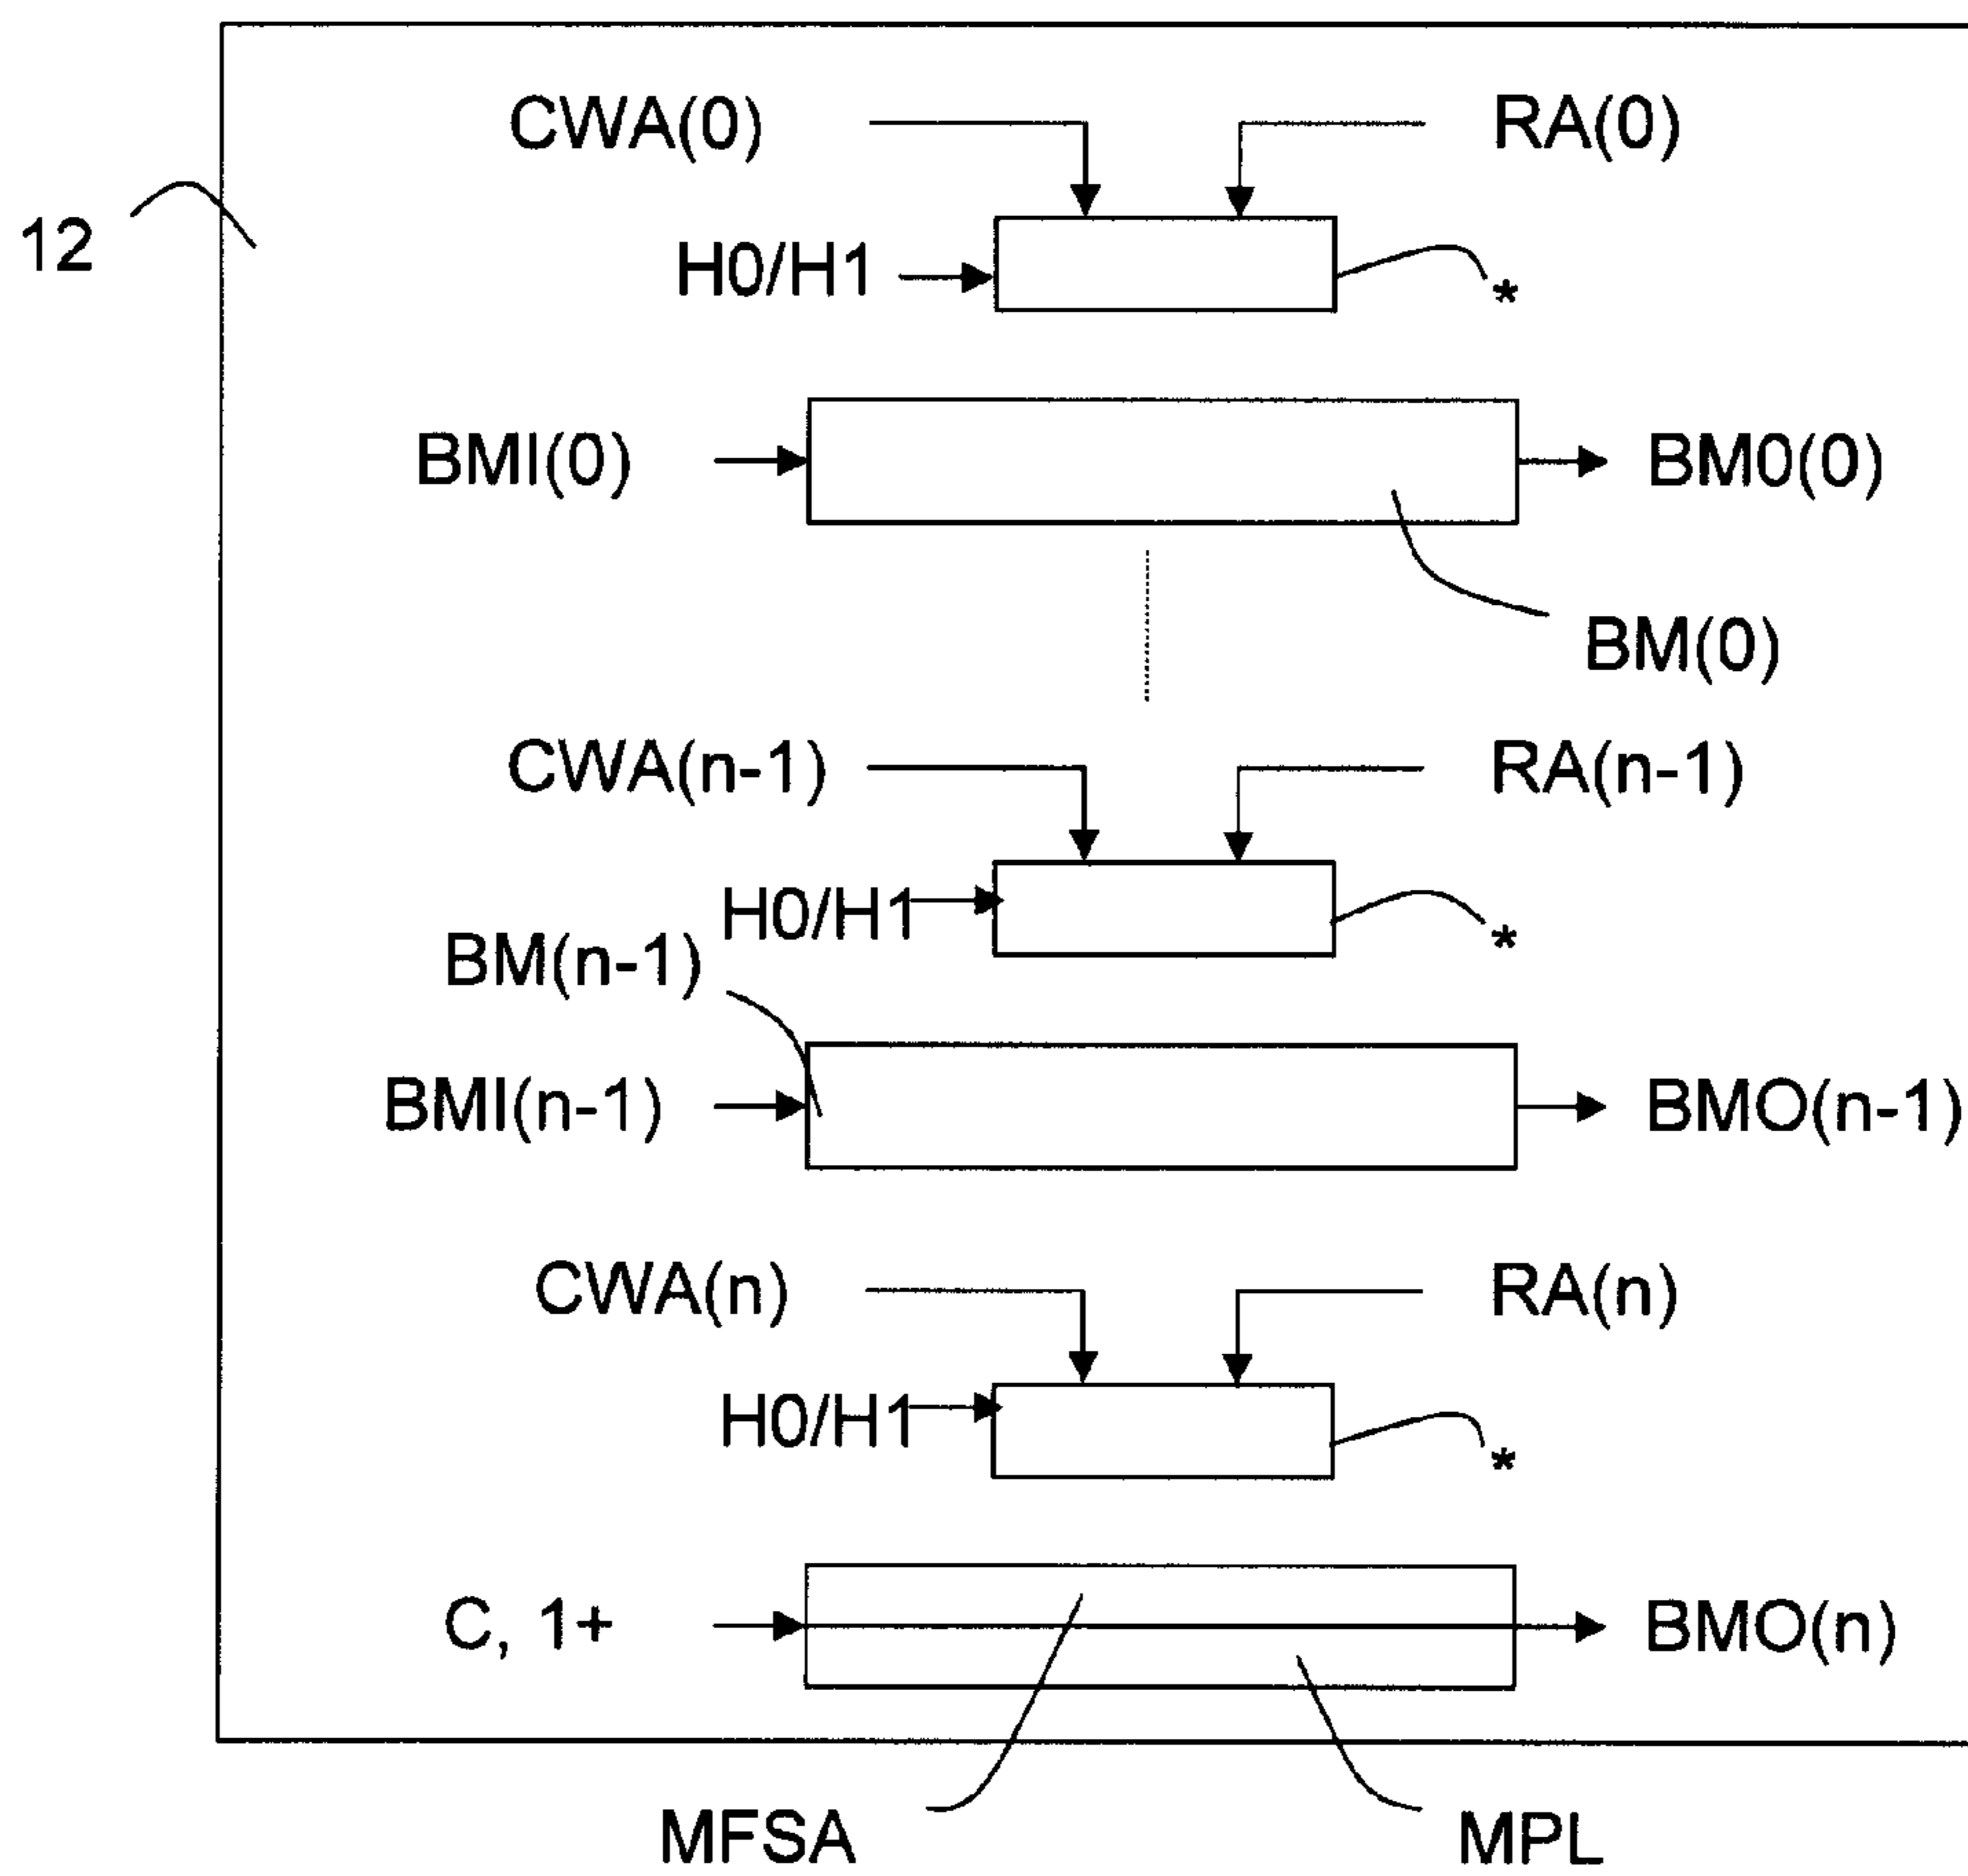 CWA(0) RA(0)
12
H0/H1 *
BMI(0) BM0(0)
BM(0)
CWA(n-1) RA(n-1)
H0/H1 *
BM(n-1)
BMI(n-1) BMO(n-1)
CWA(n) RA(n)
H0/H1 *
C, 1+ BMO(n)
MFSA MPL